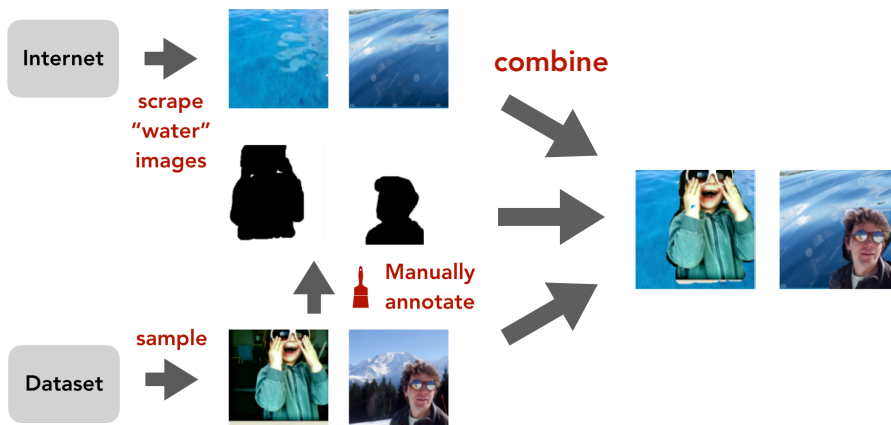 Internet
scrape
“water”
images
combine
Manually
annotate
sample
Dataset